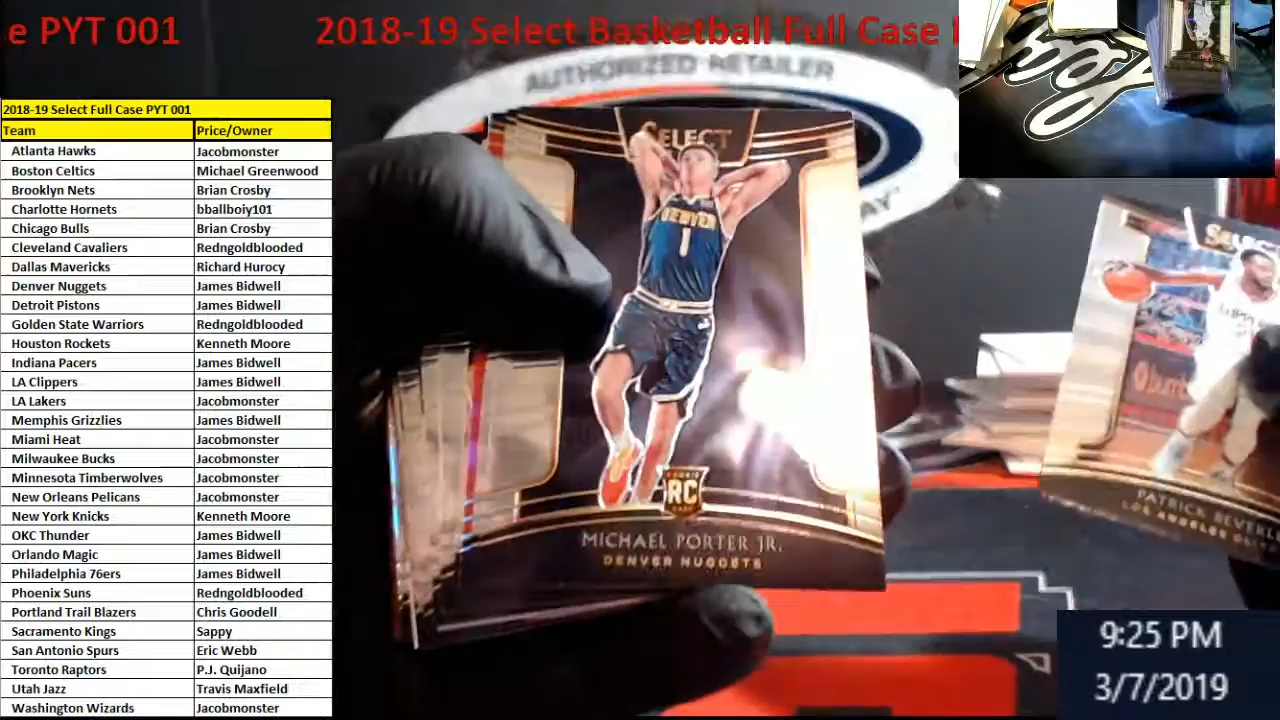 e PYT 001
2018-19 Select Basketball Full Case
AUTHORIZED RETAILER
2018-19 Select Full Case PYT 001
Team Price/Owner
Atlanta Hawks Jacobmonster
Boston Celtics Michael Greenwood
Brooklyn Nets Brian Crosby
Charlotte Hornets bballboiy101
Chicago Bulls Brian Crosby
Cleveland Cavaliers Redngoldblooded
Dallas Mavericks Richard Hurocy
Denver Nuggets James Bidwell
Detroit Pistons James Bidwell
Golden State Warriors Redngoldblooded
Houston Rockets Kenneth Moore
Indiana Pacers James Bidwell
LA Clippers James Bidwell
LA Lakers Jacobmonster
Memphis Grizzlies James Bidwell
Miami Heat Jacobmonster
Milwaukee Bucks Jacobmonster
Minnesota Timberwolves Jacobmonster
New Orleans Pelicans Jacobmonster
New York Knicks Kenneth Moore
OKC Thunder James Bidwell
Orlando Magic James Bidwell
Philadelphia 76ers James Bidwell
Phoenix Suns Redngoldblooded
Portland Trail Blazers Chris Goodell
Sacramento Kings Sappy
San Antonio Spurs Eric Webb
Toronto Raptors P.J. Quijano
Utah Jazz Travis Maxfield
Washington Wizards Jacobmonster
SELECT
DENVER
1
RC
MICHAEL PORTER JR.
DENVER NUGGETS
SELECT
PATRICK BEVERL
LOS ANGELES
9:25 PM
3/7/2019